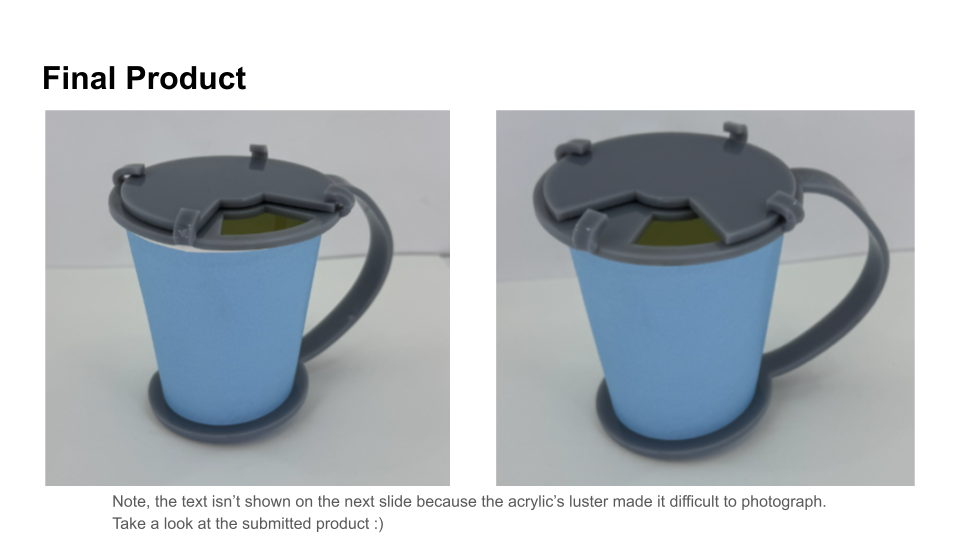 Final Product
Note, the text isn’t shown on the next slide because the acrylic’s luster made it difficult to photograph.
Take a look at the submitted product :)